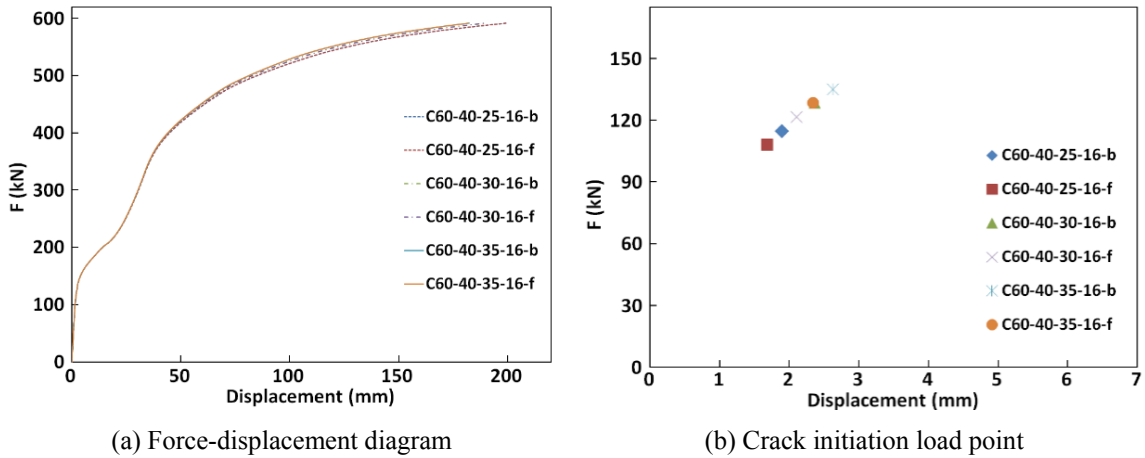 600
500
400
300
200
100
0
F (kN)
0
50
100
150
200
Displacement (mm)
C60-40-25-16-b
C60-40-25-16-f
C60-40-30-16-b
C60-40-30-16-f
C60-40-35-16-b
C60-40-35-16-f
(a) Force-displacement diagram
150
120
90
60
30
0
F (kN)
0
1
2
3
4
5
6
7
Displacement (mm)
C60-40-25-16-b
C60-40-25-16-f
C60-40-30-16-b
C60-40-30-16-f
C60-40-35-16-b
C60-40-35-16-f
(b) Crack initiation load point